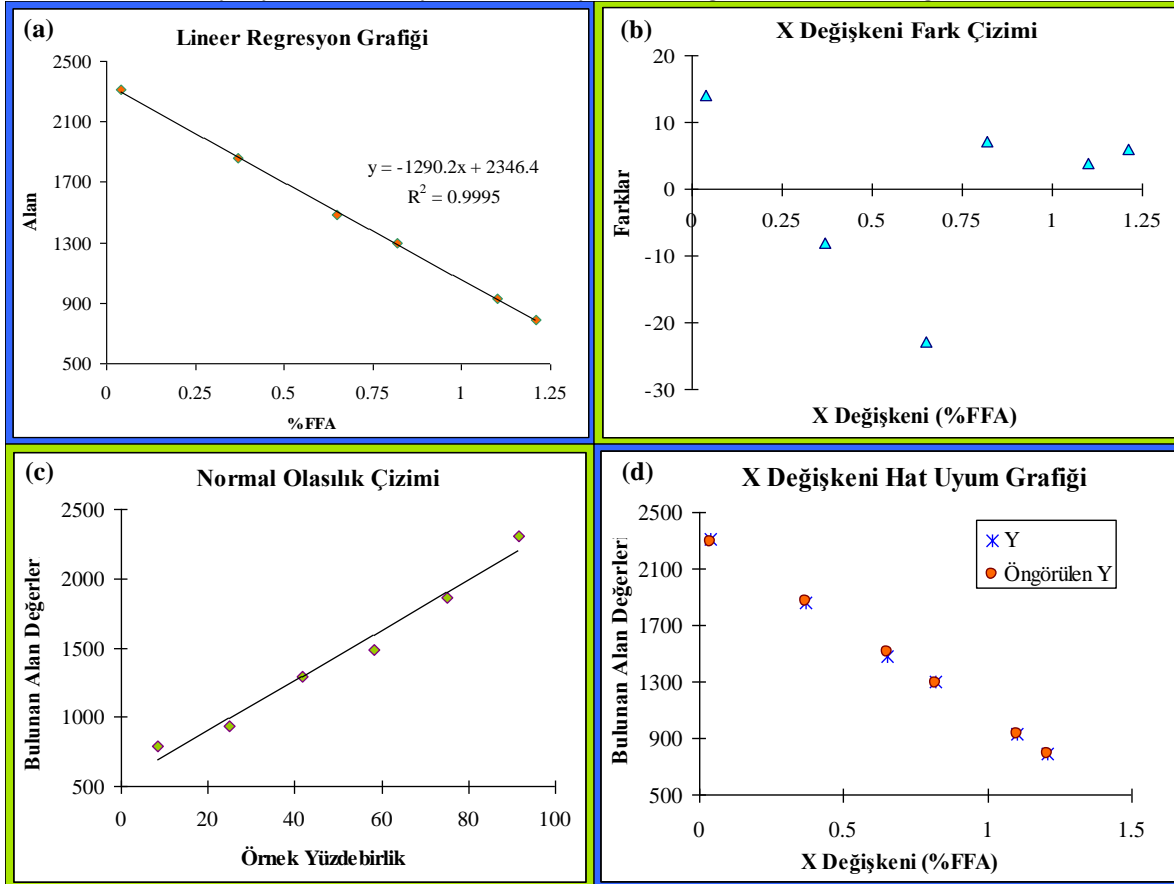 (a)
Lineer Regresyon Grafiği
2500
2100
1700
1300
900
500
Alan
y = -1290.2x + 2346.4
R² = 0.9995
0 0.25 0.5 0.75 1 1.25
%FFA
(b)
X Değişkeni Fark Çizimi
20
10
0
-10
-20
-30
Farklar
0 0.25 0.5 0.75 1 1.25
X Değişkeni (%FFA)
(c)
Normal Olasılık Çizimi
2500
2000
1500
1000
500
Bulunan Alan Değerler
0 20 40 60 80 100
Örnek Yüzdebirlik
(d)
X Değişkeni Hat Uyum Grafiği
2500
2100
1700
1300
900
500
Bulunan Alan Değerleri
Y
Öngörülen Y
0 0.5 1 1.5
X Değişkeni (%FFA)